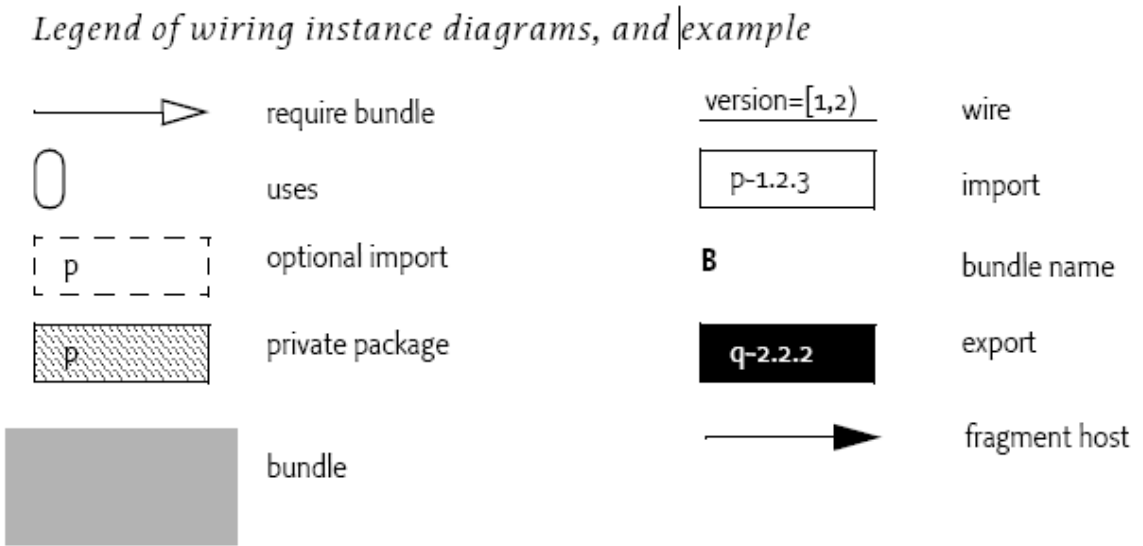 Legend of wiring instance diagrams, and example
require bundle
uses
p
optional import
p
private package
bundle
version=[1,2)
wire
p-1.2.3
import
B
bundle name
q-2.2.2
export
fragment host